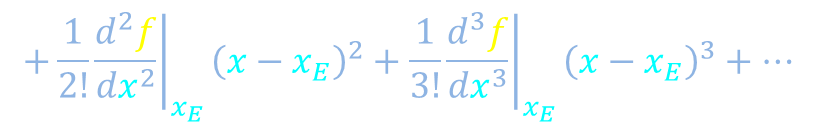 $+ \frac{1}{2!} \frac{d^2 f}{dx^2} \Big|_{x_E} (x - x_E)^2 + \frac{1}{3!} \frac{d^3 f}{dx^3} \Big|_{x_E} (x - x_E)^3 + \cdots$